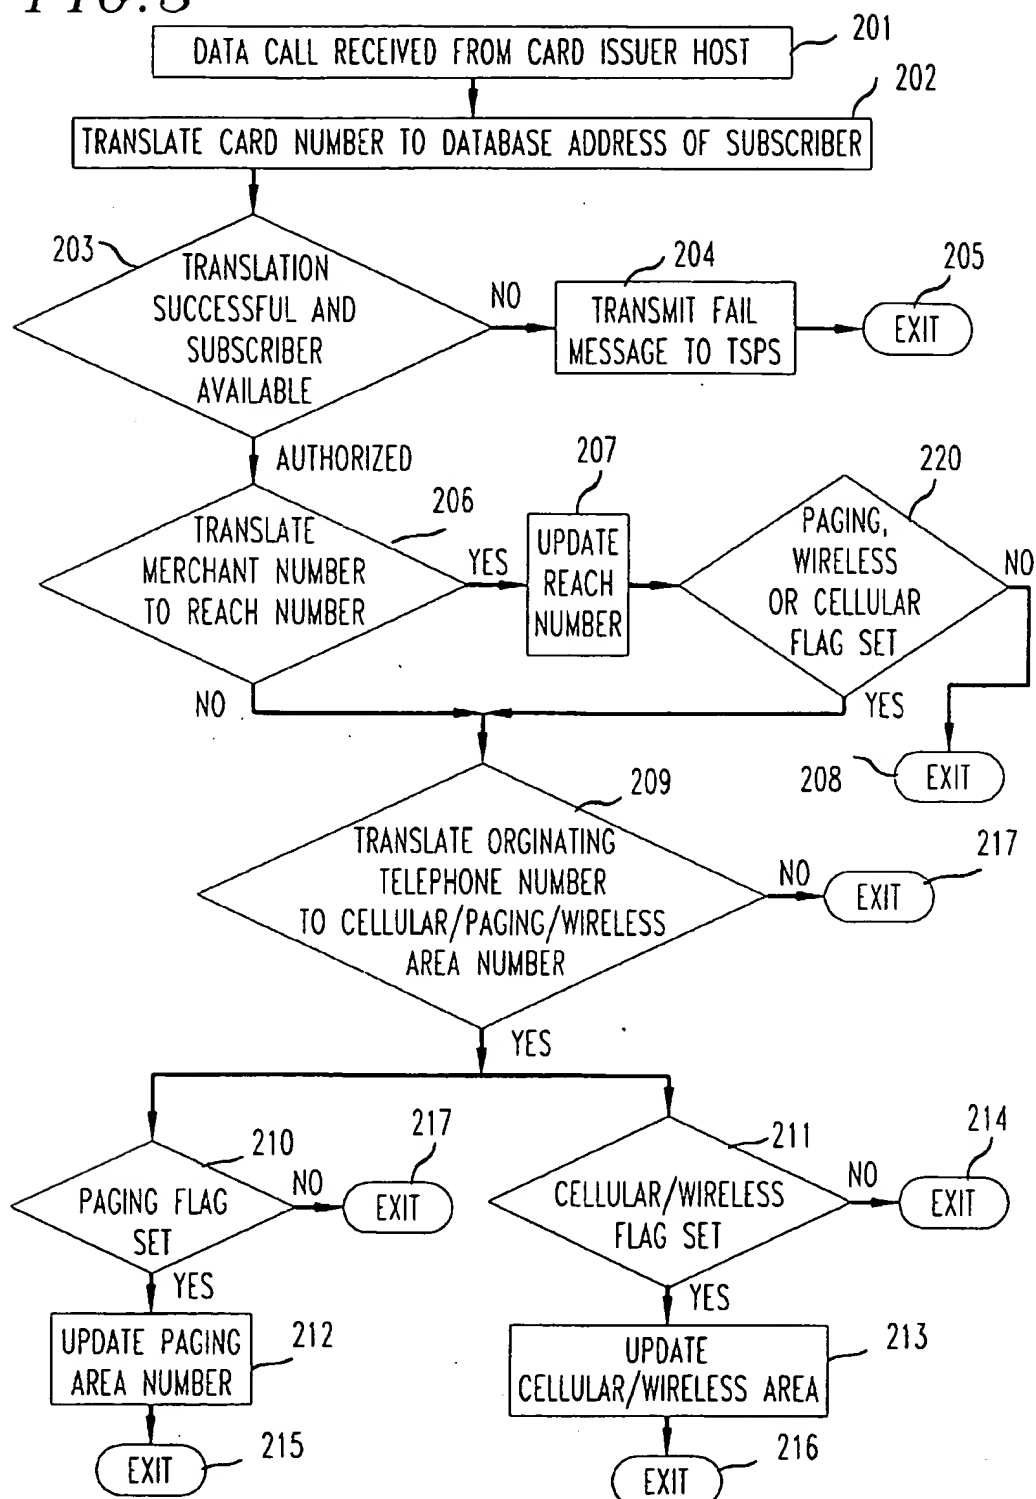 FIG.3
201
DATA CALL RECEIVED FROM CARD ISSUER HOST
202
TRANSLATE CARD NUMBER TO DATABASE ADDRESS OF SUBSCRIBER
203
TRANSLATION
SUCCESSFUL AND
SUBSCRIBER
AVAILABLE
NO
204
TRANSMIT FAIL
MESSAGE TO TSPS
205
EXIT
AUTHORIZED
206
TRANSLATE
MERCHANT NUMBER
TO REACH NUMBER
YES
207
UPDATE
REACH
NUMBER
220
PAGING,
WIRELESS
OR CELLULAR
FLAG SET
NO
NO
YES
208
EXIT
209
TRANSLATE ORGINATING
TELEPHONE NUMBER
TO CELLULAR/PAGING/WIRELESS
AREA NUMBER
NO
217
EXIT
YES
210
PAGING FLAG
SET
NO
217
EXIT
211
CELLULAR/WIRELESS
FLAG SET
NO
214
EXIT
YES
212
UPDATE PAGING
AREA NUMBER
YES
213
UPDATE
CELLULAR/WIRELESS AREA
215
EXIT
216
EXIT